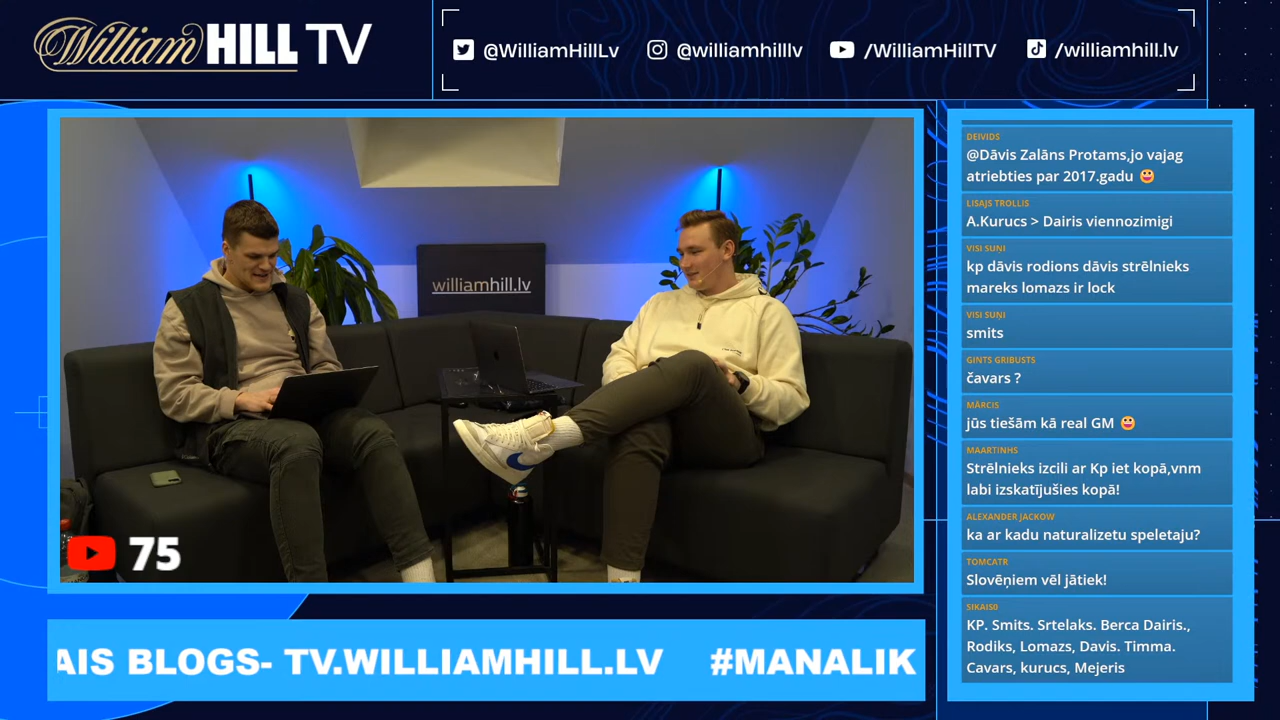 William HILL TV
@WilliamHillLv
@williamhilllv
/WilliamHillTV
/williamhill.lv
williamhill.lv
75
AIS BLOGS- TV.WILLIAMHILL.LV #MANALIK
DEIVIDS
@Dāvis Zalāns Protams,jo vajag
atriebties par 2017.gadu
LISAJS TROLLIS
A.Kurucs > Dairis viennozimigi
VISI SUŅI
kp dāvis rodions dāvis strēlnieks
mareks lomazs ir lock
VISI SUŅI
smits
GINTS GRIBUSTS
čavars ?
MĀRCIS
jūs tiešām kā real GM
MAARTINHS
Strēlnieks izcili ar Kp iet kopā,vnm
labi izskatījušies kopā!
ALEXANDER JACKOW
ka ar kadu naturalizetu speletaju?
TOMCATR
Slovēņiem vēl jātiek!
SIKAIS0
KP. Smits. Srtelaks. Berca Dairis.,
Rodiks, Lomazs, Davis. Timma.
Cavars, kurucs, Mejeris